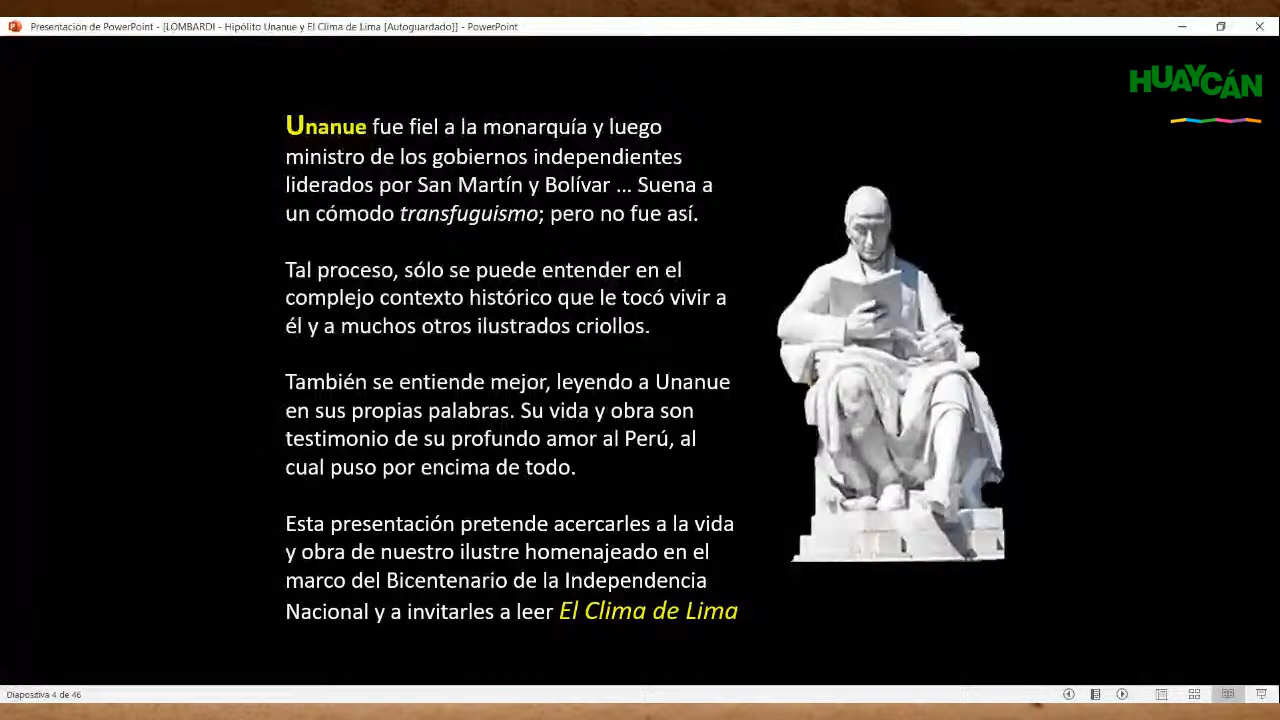 Presentación de PowerPoint - [LOMBARDI - Hipólito Unanue y El Clima de Lima [Autoguardado]] - PowerPoint
HUAYCÁN
Unanue fue fiel a la monarquía y luego
ministro de los gobiernos independientes
liderados por San Martín y Bolívar ... Suena a
un cómodo transfuguismo; pero no fue así.
Tal proceso, sólo se puede entender en el
complejo contexto histórico que le tocó vivir a
él y a muchos otros ilustrados criollos.
También se entiende mejor, leyendo a Unanue
en sus propias palabras. Su vida y obra son
testimonio de su profundo amor al Perú, al
cual puso por encima de todo.
Esta presentación pretende acercarles a la vida
y obra de nuestro ilustre homenajeado en el
marco del Bicentenario de la Independencia
Nacional y a invitarles a leer El Clima de Lima
Diapositiva 4 de 46